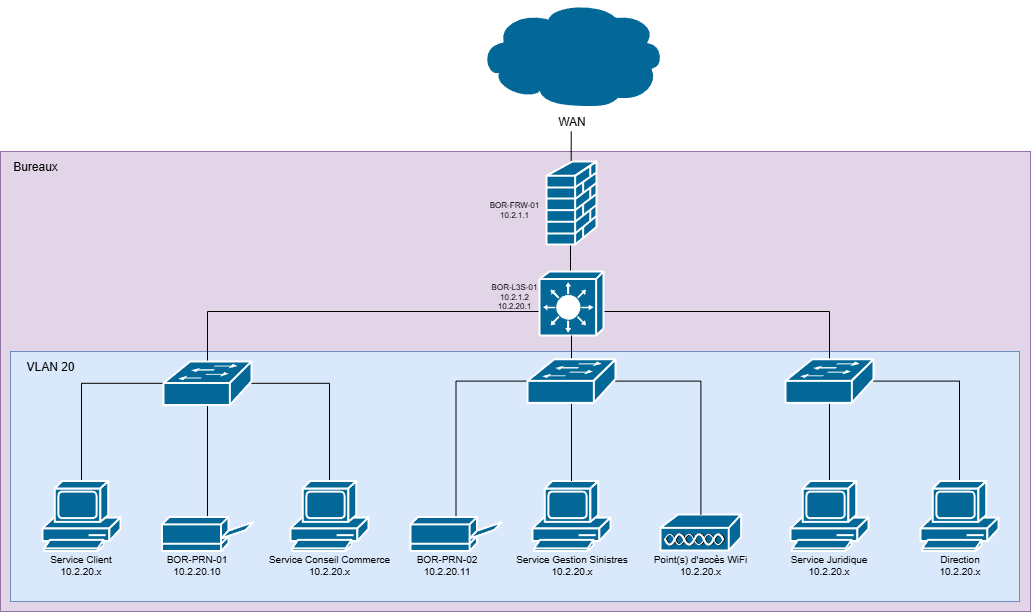 WAN
Bureaux
BOR-FRW-01
10.2.1.1
BOR-L3S-01
10.2.1.2
10.2.20.1
VLAN 20
Service Client
10.2.20.x
BOR-PRN-01
10.2.20.10
Service Conseil Commerce
10.2.20.x
BOR-PRN-02
10.2.20.11
Service Gestion Sinistres
10.2.20.x
Point(s) d'accès WiFi
10.2.20.x
Service Juridique
10.2.20.x
Direction
10.2.20.x